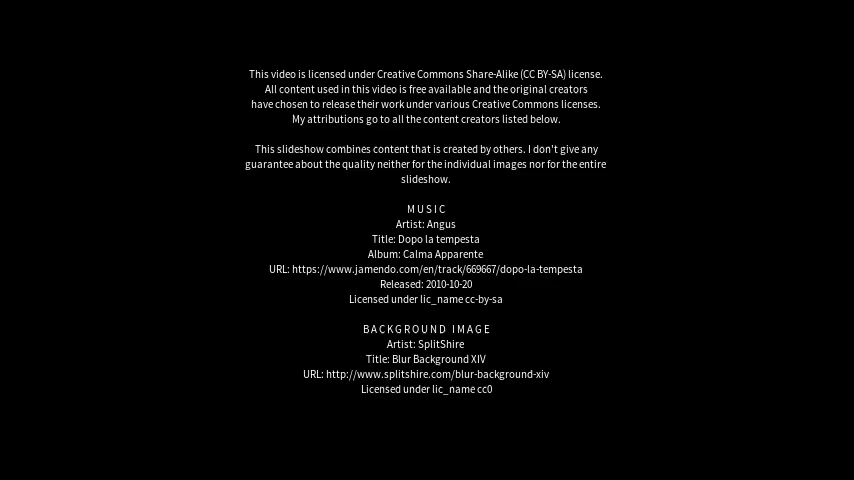 This video is licensed under Creative Commons Share-Alike (CC BY-SA) license.
All content used in this video is free available and the original creators
have chosen to release their work under various Creative Commons licenses.
My attributions go to all the content creators listed below.
This slideshow combines content that is created by others. I don't give any
guarantee about the quality neither for the individual images nor for the entire
slideshow.
MUSIC
Artist: Angus
Title: Dopo la tempesta
Album: Calma Apparente
URL: https://www.jamendo.com/en/track/669667/dopo-la-tempesta
Released: 2010-10-20
Licensed under lic_name cc-by-sa
BACKGROUND IMAGE
Artist: SplitShire
Title: Blur Background XIV
URL: http://www.splitshire.com/blur-background-xiv
Licensed under lic_name cc0